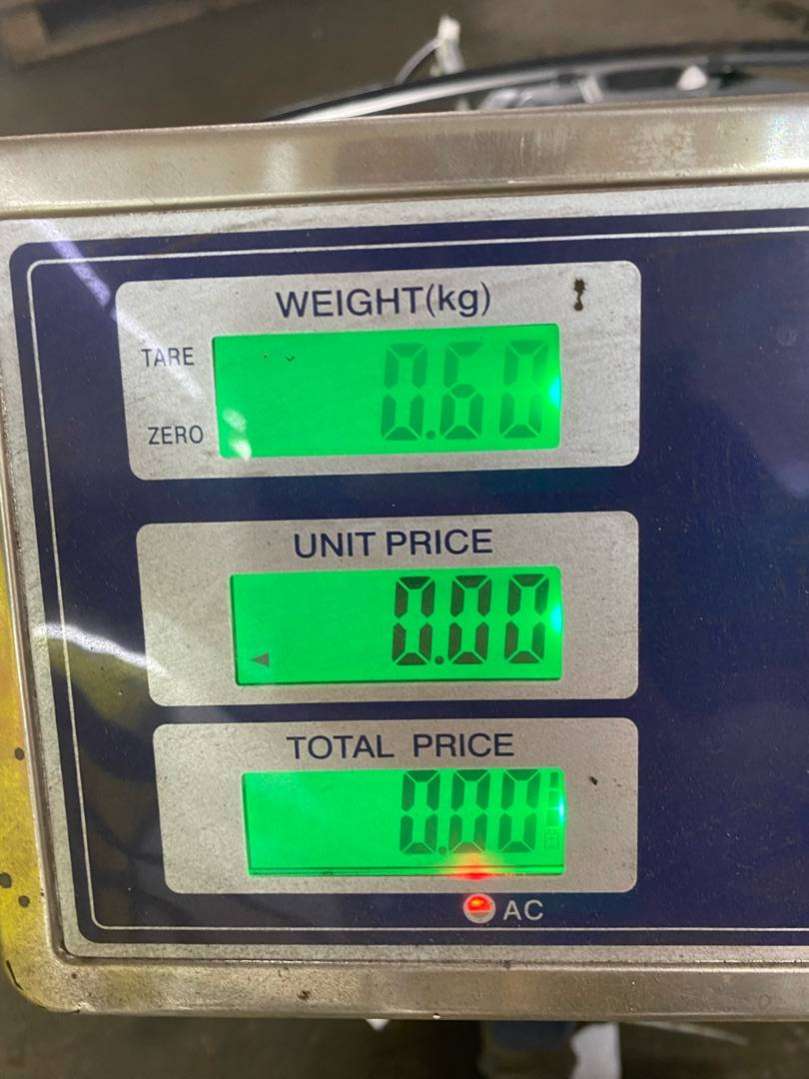 WEIGHT(kg)
TARE
0.60
ZERO
UNIT PRICE
0.00
TOTAL PRICE
0.00
AC